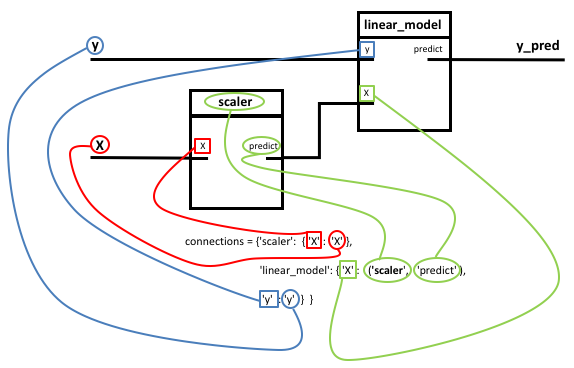 linear_model
y
y
predict
y_pred
X
scaler
X
X
predict
connections = {'scaler': {'X': 'X'},
'linear_model': {'X': ('scaler', 'predict'),
'y' : 'y' } }